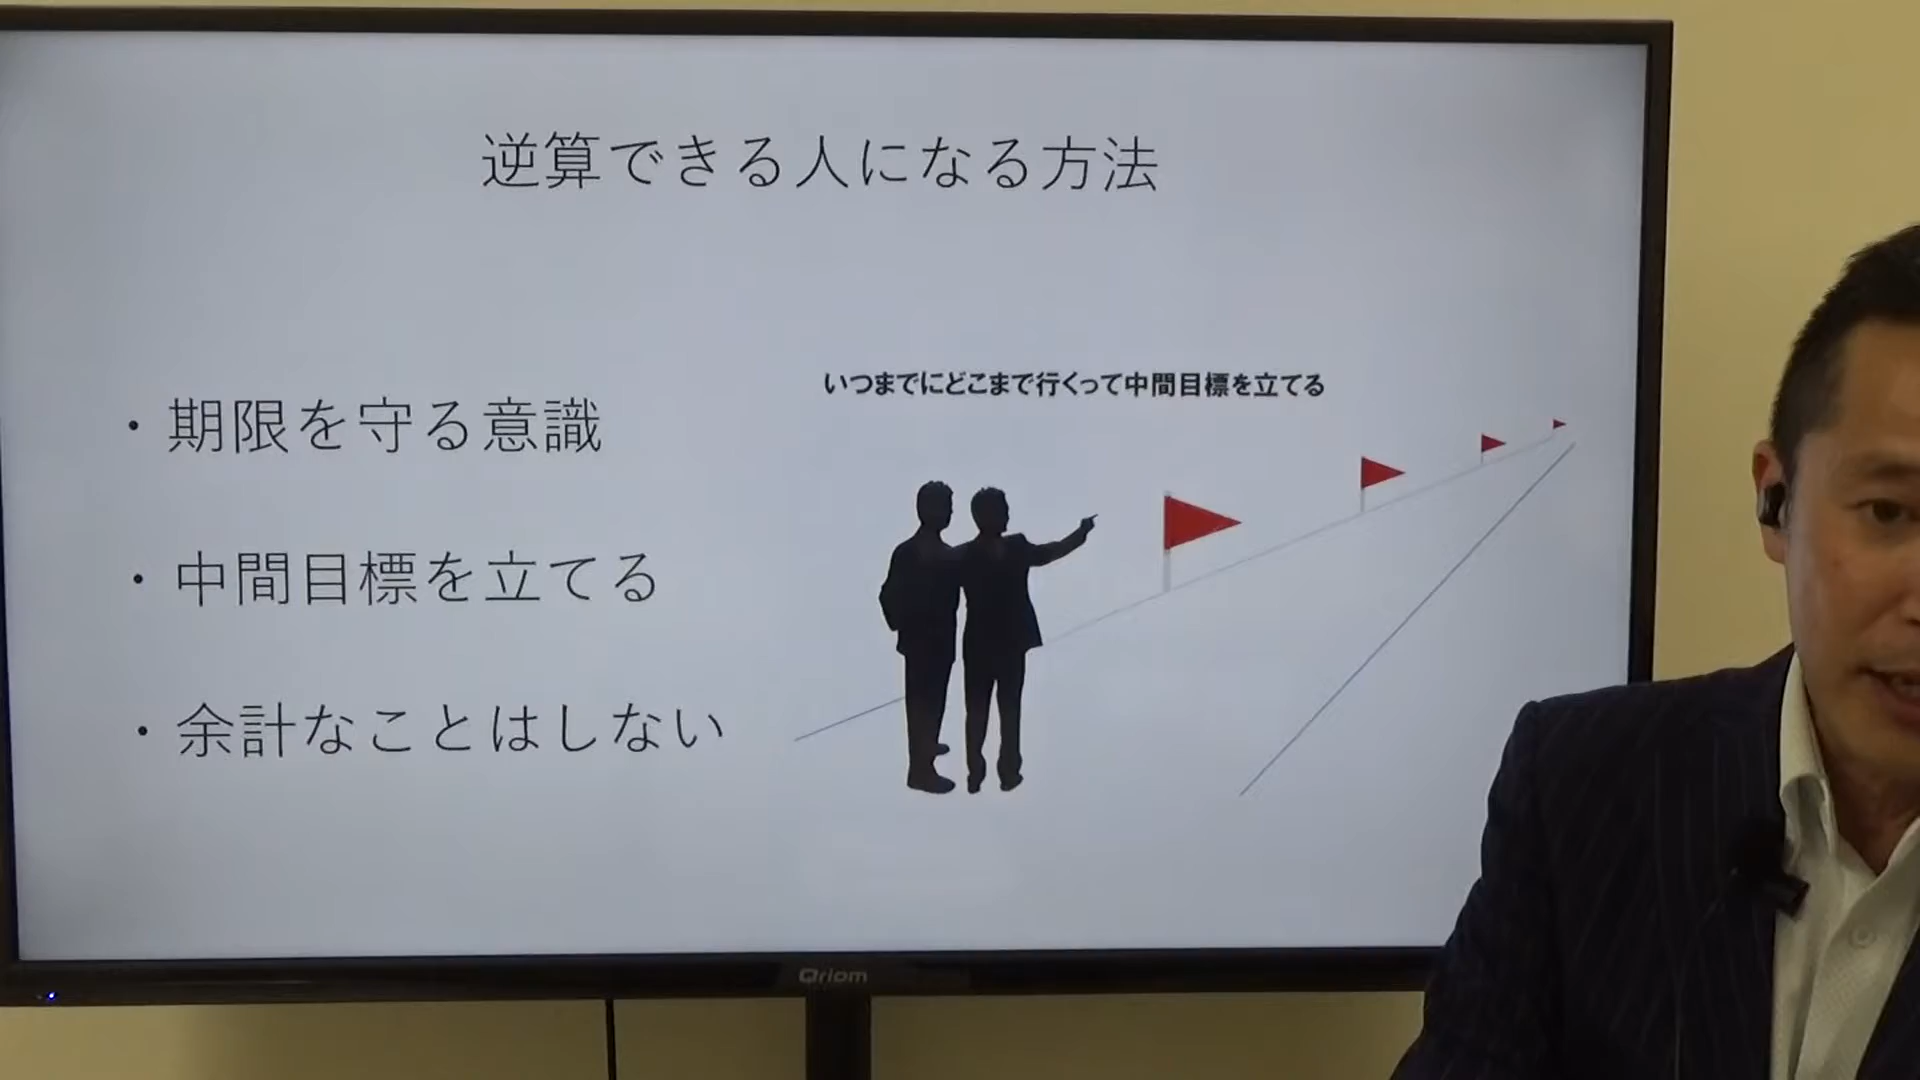 逆算できる人になる方法
・期限を守る意識
・中間目標を立てる
・余計なことはしない
いつまでにどこまで行くって中間目標を立てる
Qriom